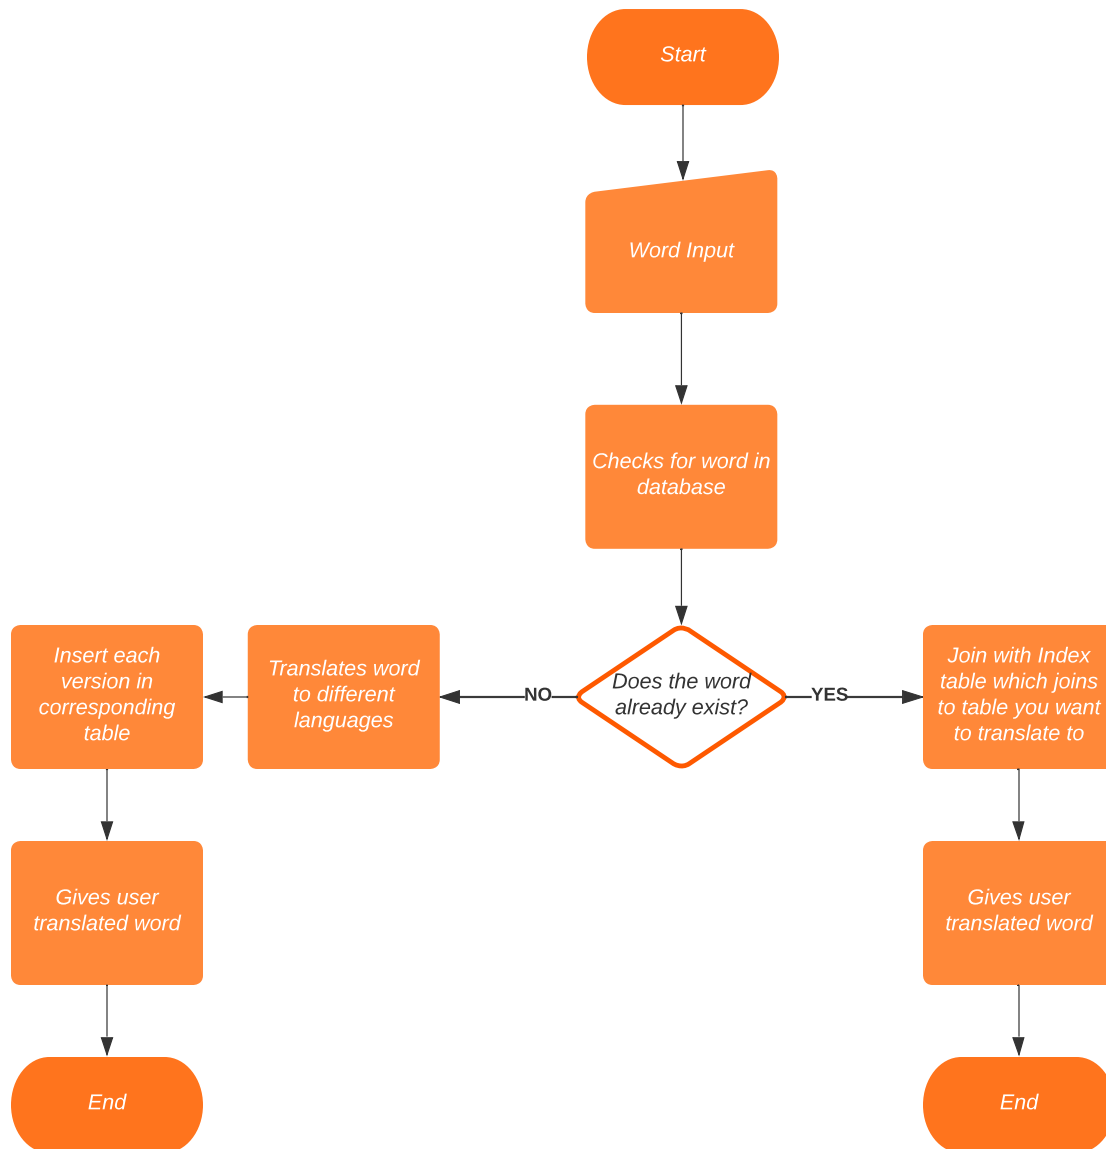 Start
Word Input
Checks for word in
database
Does the word
already exist?
NO
YES
Translates word
to different
languages
Insert each
version in
corresponding
table
Join with Index
table which joins
to table you want
to translate to
Gives user
translated word
Gives user
translated word
End
End